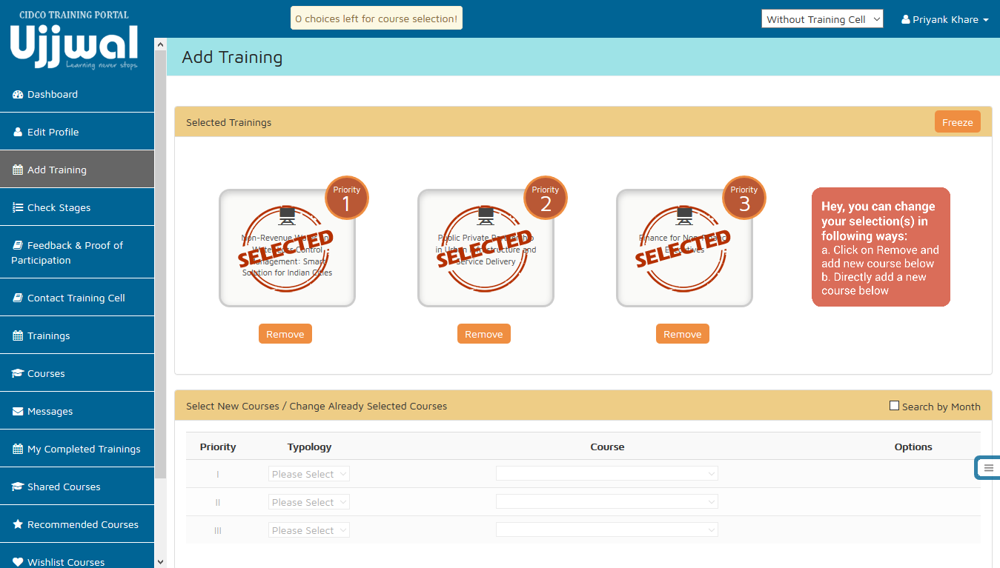 CIDCO TRAINING PORTAL
Ujjwal
Learning never stops
0 choices left for course selection!
Without Training Cell
Priyank Khare
Dashboard
Edit Profile
Add Training
Check Stages
Feedback & Proof of
Participation
Contact Training Cell
Trainings
Courses
Messages
My Completed Trainings
Shared Courses
Recommended Courses
Wishlist Courses
Add Training
Selected Trainings
Freeze
Priority
1
Non-Revenue Water and
Water Loss Control
Management: Smart
Solution for Indian Cities
SELECTED
Remove
Priority
2
Public Private Partnership
in Urban Infrastructure and
Service Delivery
SELECTED
Remove
Priority
3
Finance for Non-Finance
Executives
SELECTED
Remove
Hey, you can change
your selection(s) in
following ways:
a. Click on Remove and
add new course below
b. Directly add a new
course below
Select New Courses / Change Already Selected Courses
Search by Month
Priority Typology Course Options
I Please Select
II Please Select
III Please Select